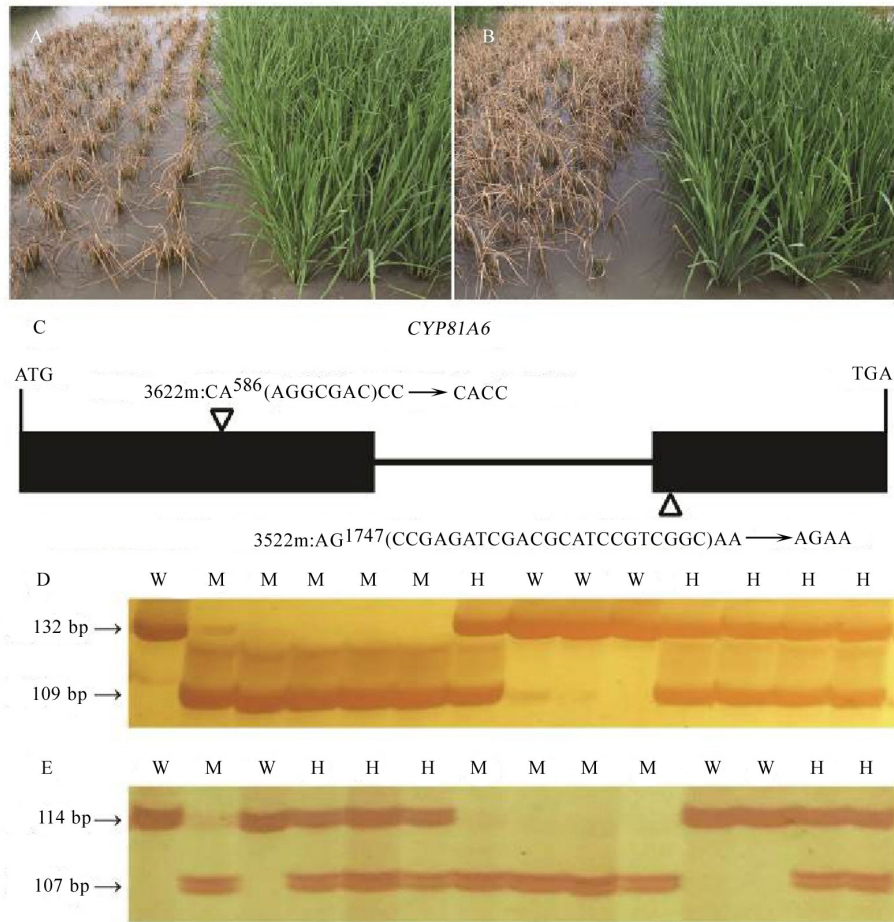 A
B
C
CYP81A6
ATG
TGA
3622m:CA586(AGGCGAC)CC → CACC
3522m:AG1747(CCGAGATCGACGCATCCGTCGGC)AA → AGAA
D W M M M M M H W W W H H H H
132 bp →
109 bp →
E W M W H H H M M M M W W H H
114 bp →
107 bp →